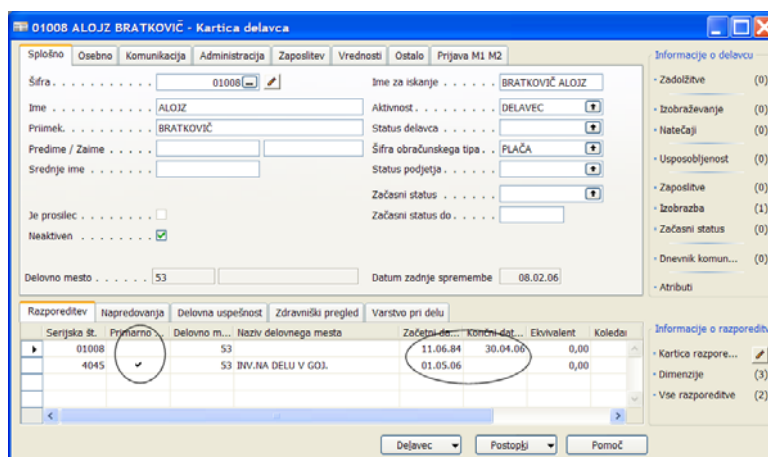 01008 ALOJZ BRATKOVIČ - Kartica delavca
Splošno Osebno Komunikacija Administracija Zaposlitev Vrednosti Ostalo Prijava M1 M2
Šifra . . . . . . . . . . . 01008
Ime . . . . . . . . . . . . ALOJZ
Priimek. . . . . . . . . . BRATKOVIČ
Predime / Zaime . . . . .
Srednje ime . . . . . . .
Je prosilec . . . . . . . .
Neaktiven . . . . . . . .
Delovno mesto . . . . . . 53
Ime za iskanje . . . . . . BRATKOVIČ ALOJZ
Aktivnost . . . . . . . . . DELAVEC
Status delavca . . . . . .
Šifra obračunskega tipa . . PLAČA
Status podjetja . . . . . .
Začasni status . . . . . .
Začasni status do . . . . .
Datum zadnje spremembe 08.02.06
Informacije o delavcu
Zadolžitve (0)
Izobraževanje (0)
Natečaji (0)
Usposobljenost (0)
Zaposlitve (0)
Izobrazba (1)
Začasni status (0)
Dnevnik komun... (0)
Atributi
Razporeditev Napredovanja Delovna uspešnost Zdravniški pregled Varstvo pri delu
Serijska št. Primarno ... Delovno m... Naziv delovnega mesta Začetni da... Končni dat... Ekvivalent Koledar
01008 53 11.06.84 30.04.06 0,00
4045 53 INV.NA DELU V GOJ. 01.05.06 0,00
Informacije o razporeditv
Kartica razpore...
Dimenzije (3)
Vse razporeditve (2)
Delavec Postopki Pomoč